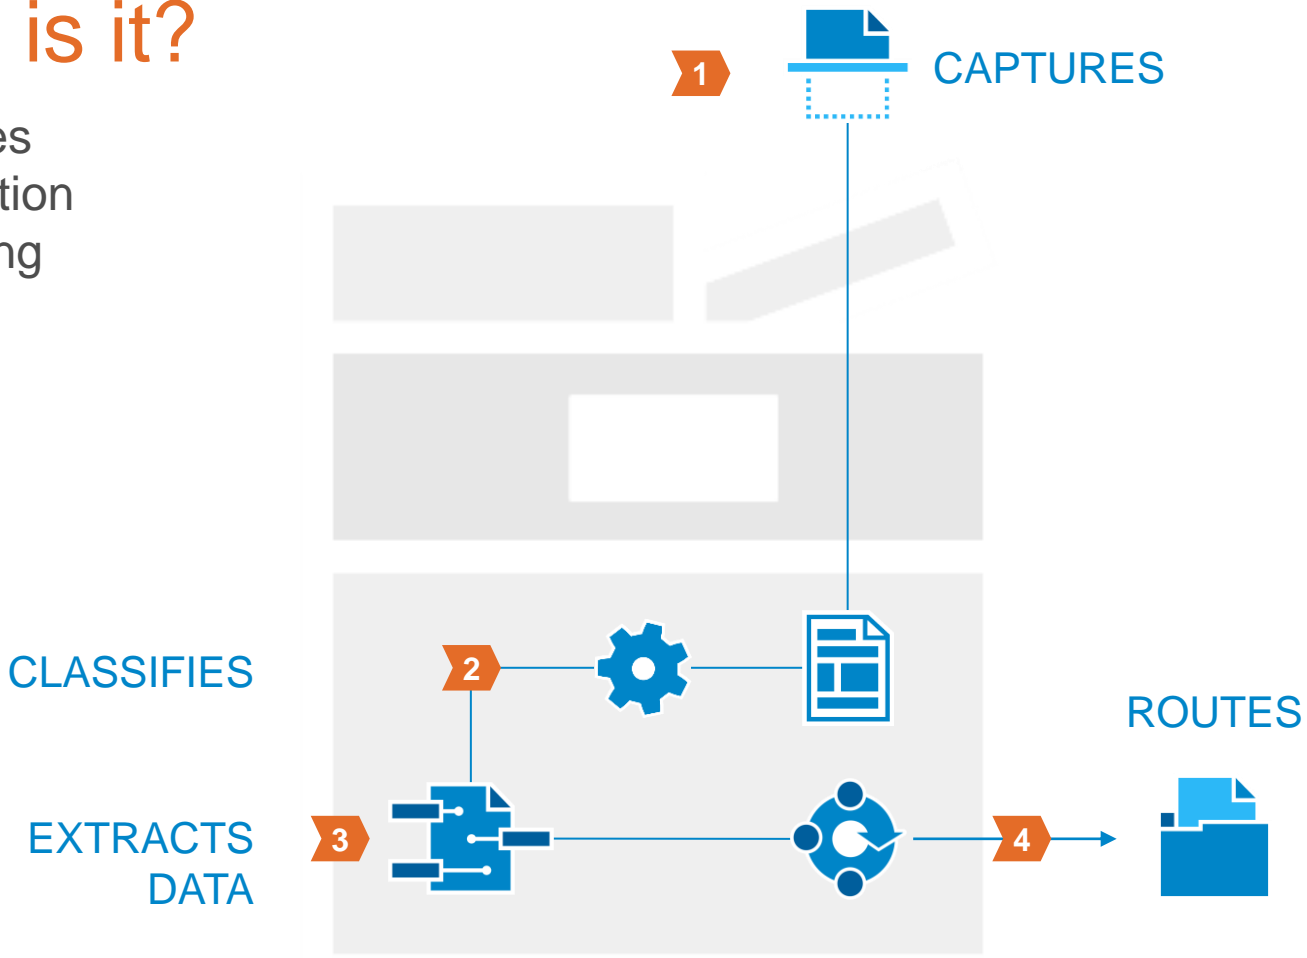 is it?
es
tion
ng
1
CAPTURES
CLASSIFIES
2
ROUTES
EXTRACTS
DATA
3
4